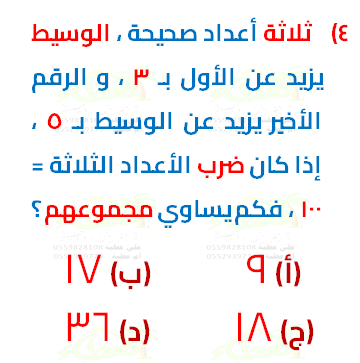 ٤) ثلاثة أعداد صحيحة ، الوسيط
يزيد عن الأول بـ ٣ ، و الرقم
الأخير يزيد عن الوسيط بـ ٥ ،
إذا كان ضرب الأعداد الثلاثة =
١٠٠ ، فكم يساوي مجموعهم ؟
(أ) ٩ (ب) ١٧
(ج) ١٨ (د) ٣٦